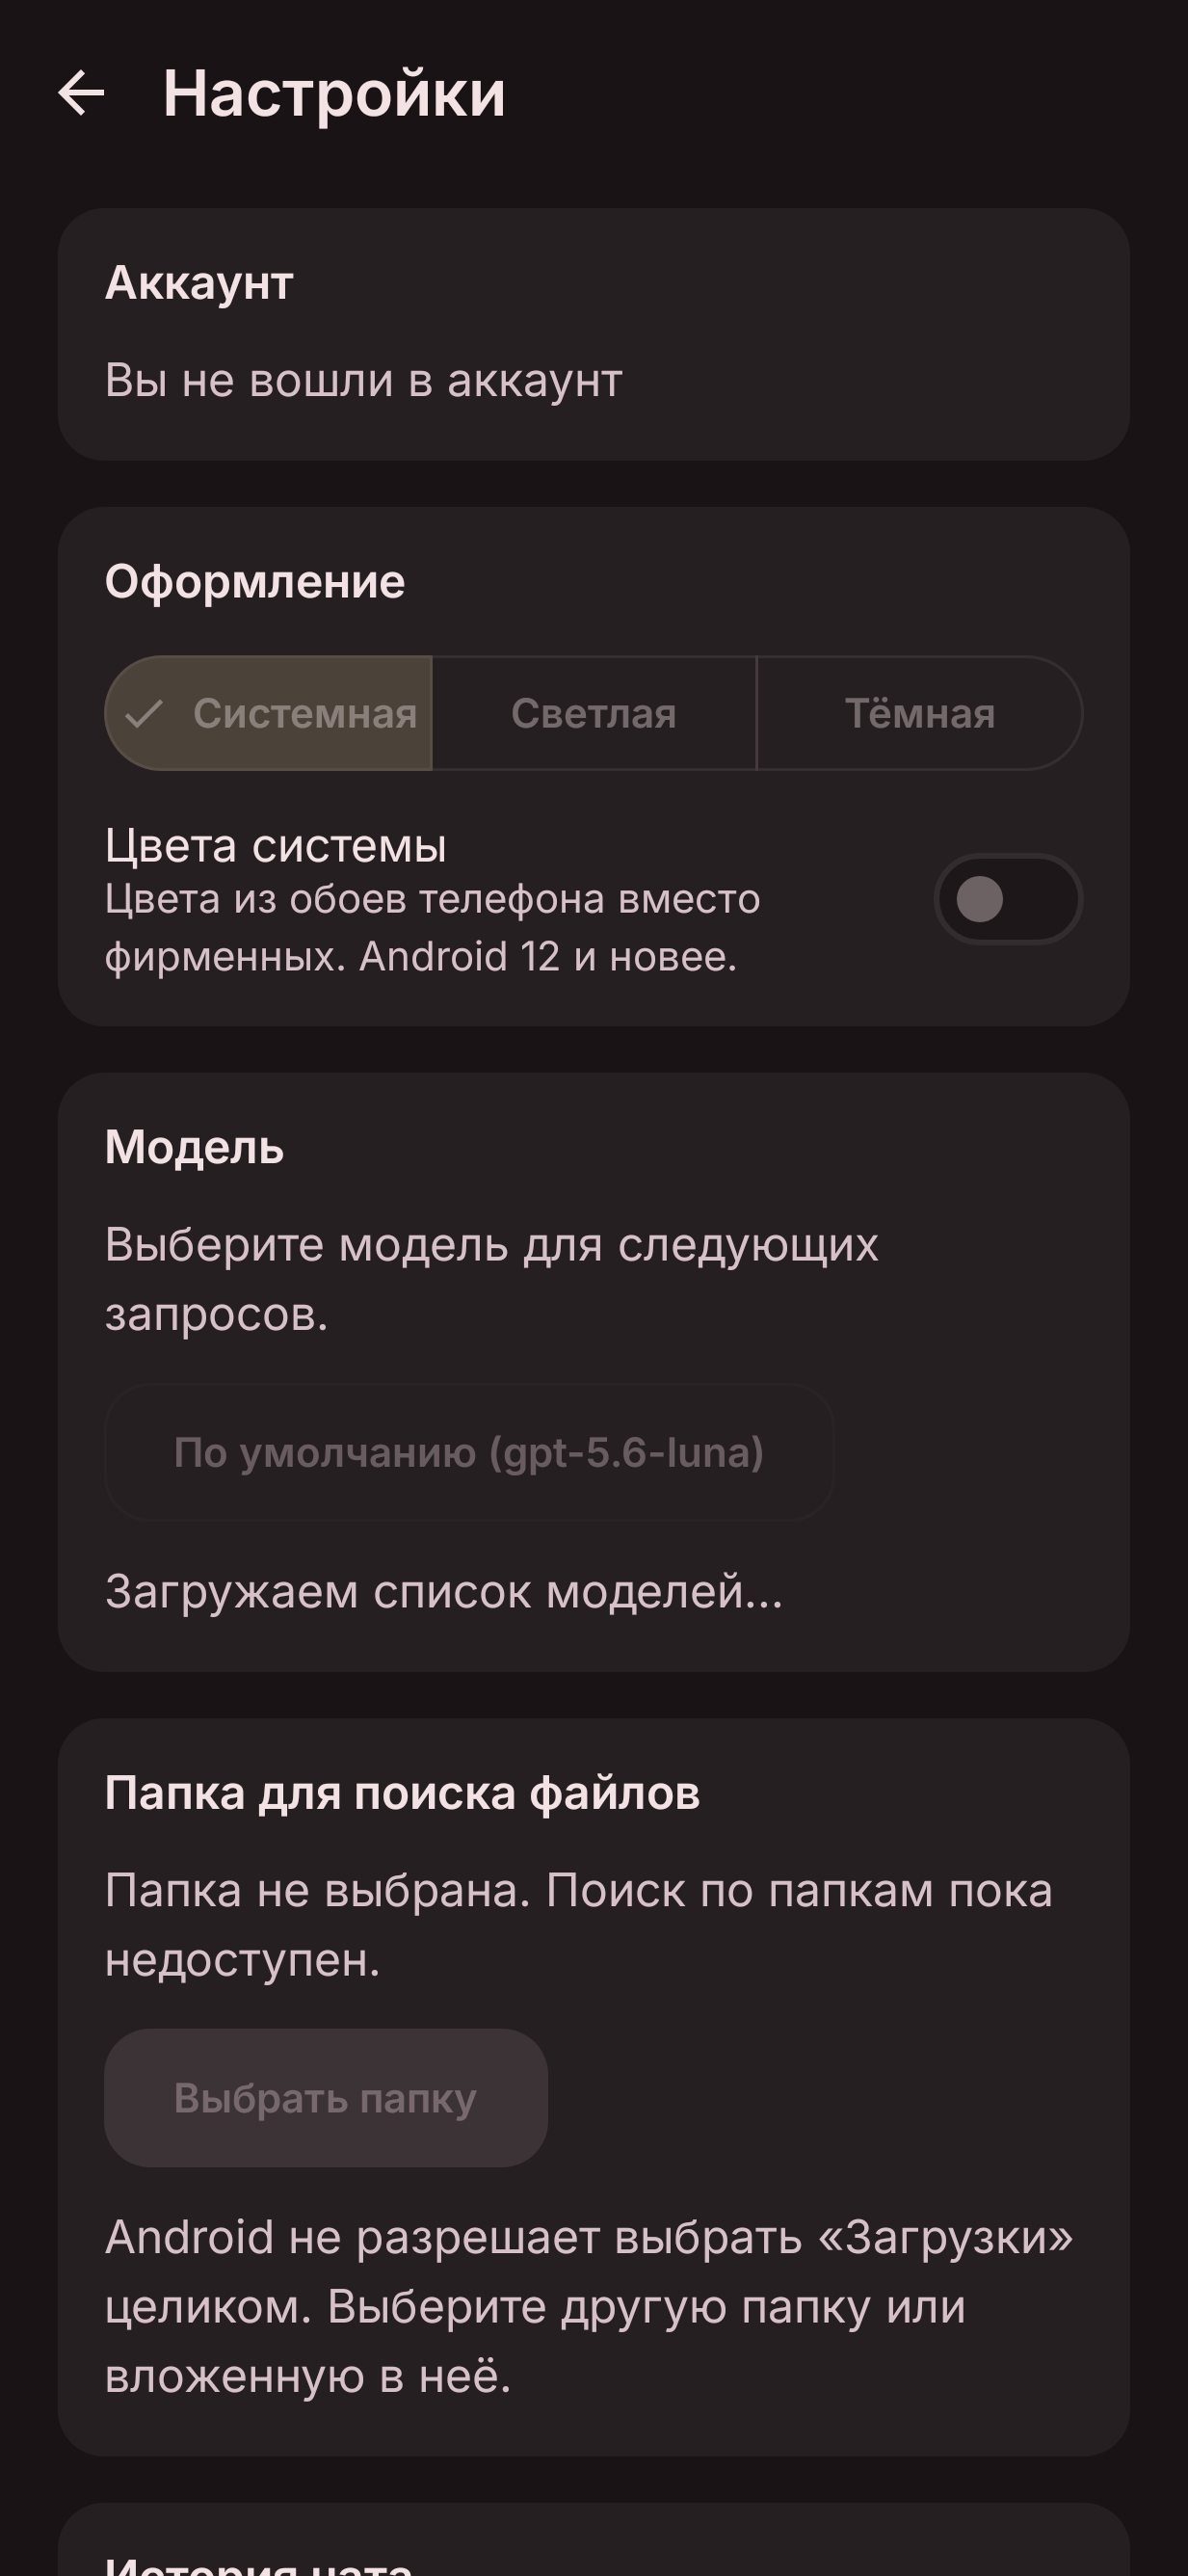 Настройки
Аккаунт
Вы не вошли в аккаунт
Оформление
Системная
Светлая
Тёмная
Цвета системы
Цвета из обоев телефона вместо
фирменных. Android 12 и новее.
Модель
Выберите модель для следующих
запросов.
По умолчанию (gpt-5.6-luna)
Загружаем список моделей…
Папка для поиска файлов
Папка не выбрана. Поиск по папкам пока
недоступен.
Выбрать папку
Android не разрешает выбрать «Загрузки»
целиком. Выберите другую папку или
вложенную в неё.
История чата